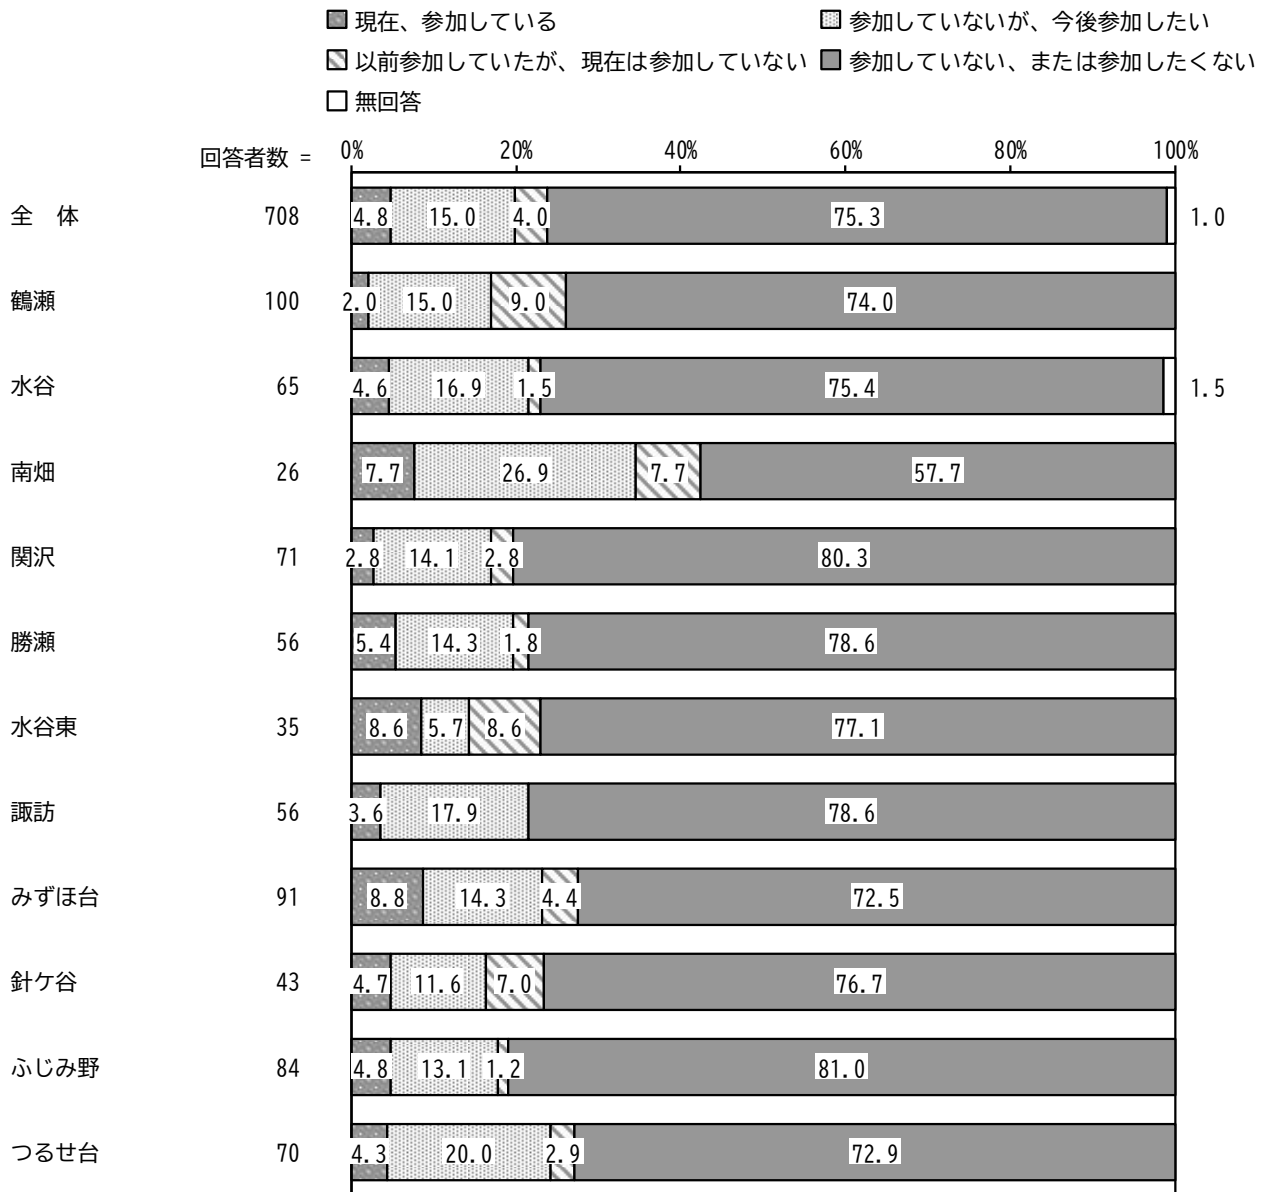 現在、参加している 参加していないが、今後参加したい
以前参加していたが、現在は参加していない 参加していない、または参加したくない
無回答
回答者数 = 0% 20% 40% 60% 80% 100%
全 体 708 4.8 15.0 4.0 75.3 1.0
鶴瀬 100 2.0 15.0 9.0 74.0
水谷 65 4.6 16.9 1.5 75.4 1.5
南畑 26 7.7 26.9 7.7 57.7
関沢 71 2.8 14.1 2.8 80.3
勝瀬 56 5.4 14.3 1.8 78.6
水谷東 35 8.6 5.7 8.6 77.1
諏訪 56 3.6 17.9 78.6
みずほ台 91 8.8 14.3 4.4 72.5
針ケ谷 43 4.7 11.6 7.0 76.7
ふじみ野 84 4.8 13.1 1.2 81.0
つるせ台 70 4.3 20.0 2.9 72.9